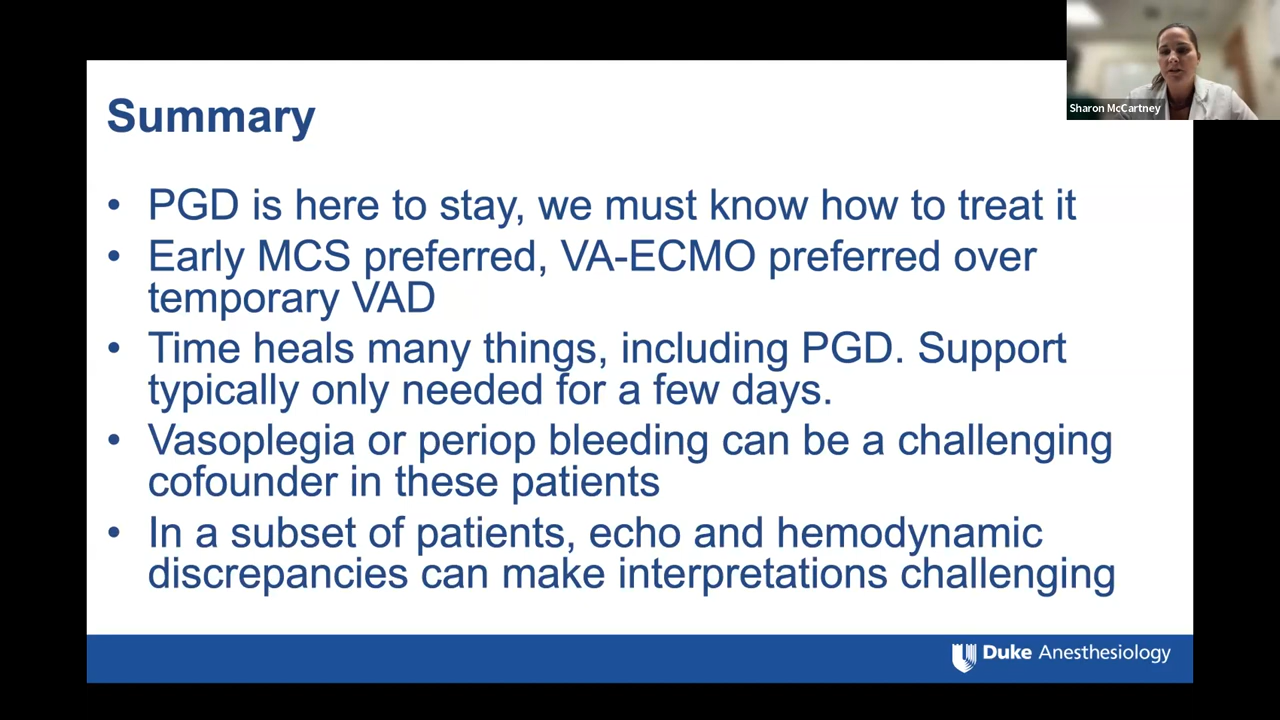 Sharon McCartney
Summary
• PGD is here to stay, we must know how to treat it
• Early MCS preferred, VA-ECMO preferred over
temporary VAD
• Time heals many things, including PGD. Support
typically only needed for a few days.
• Vasoplegia or periop bleeding can be a challenging
cofounder in these patients
• In a subset of patients, echo and hemodynamic
discrepancies can make interpretations challenging
Duke Anesthesiology